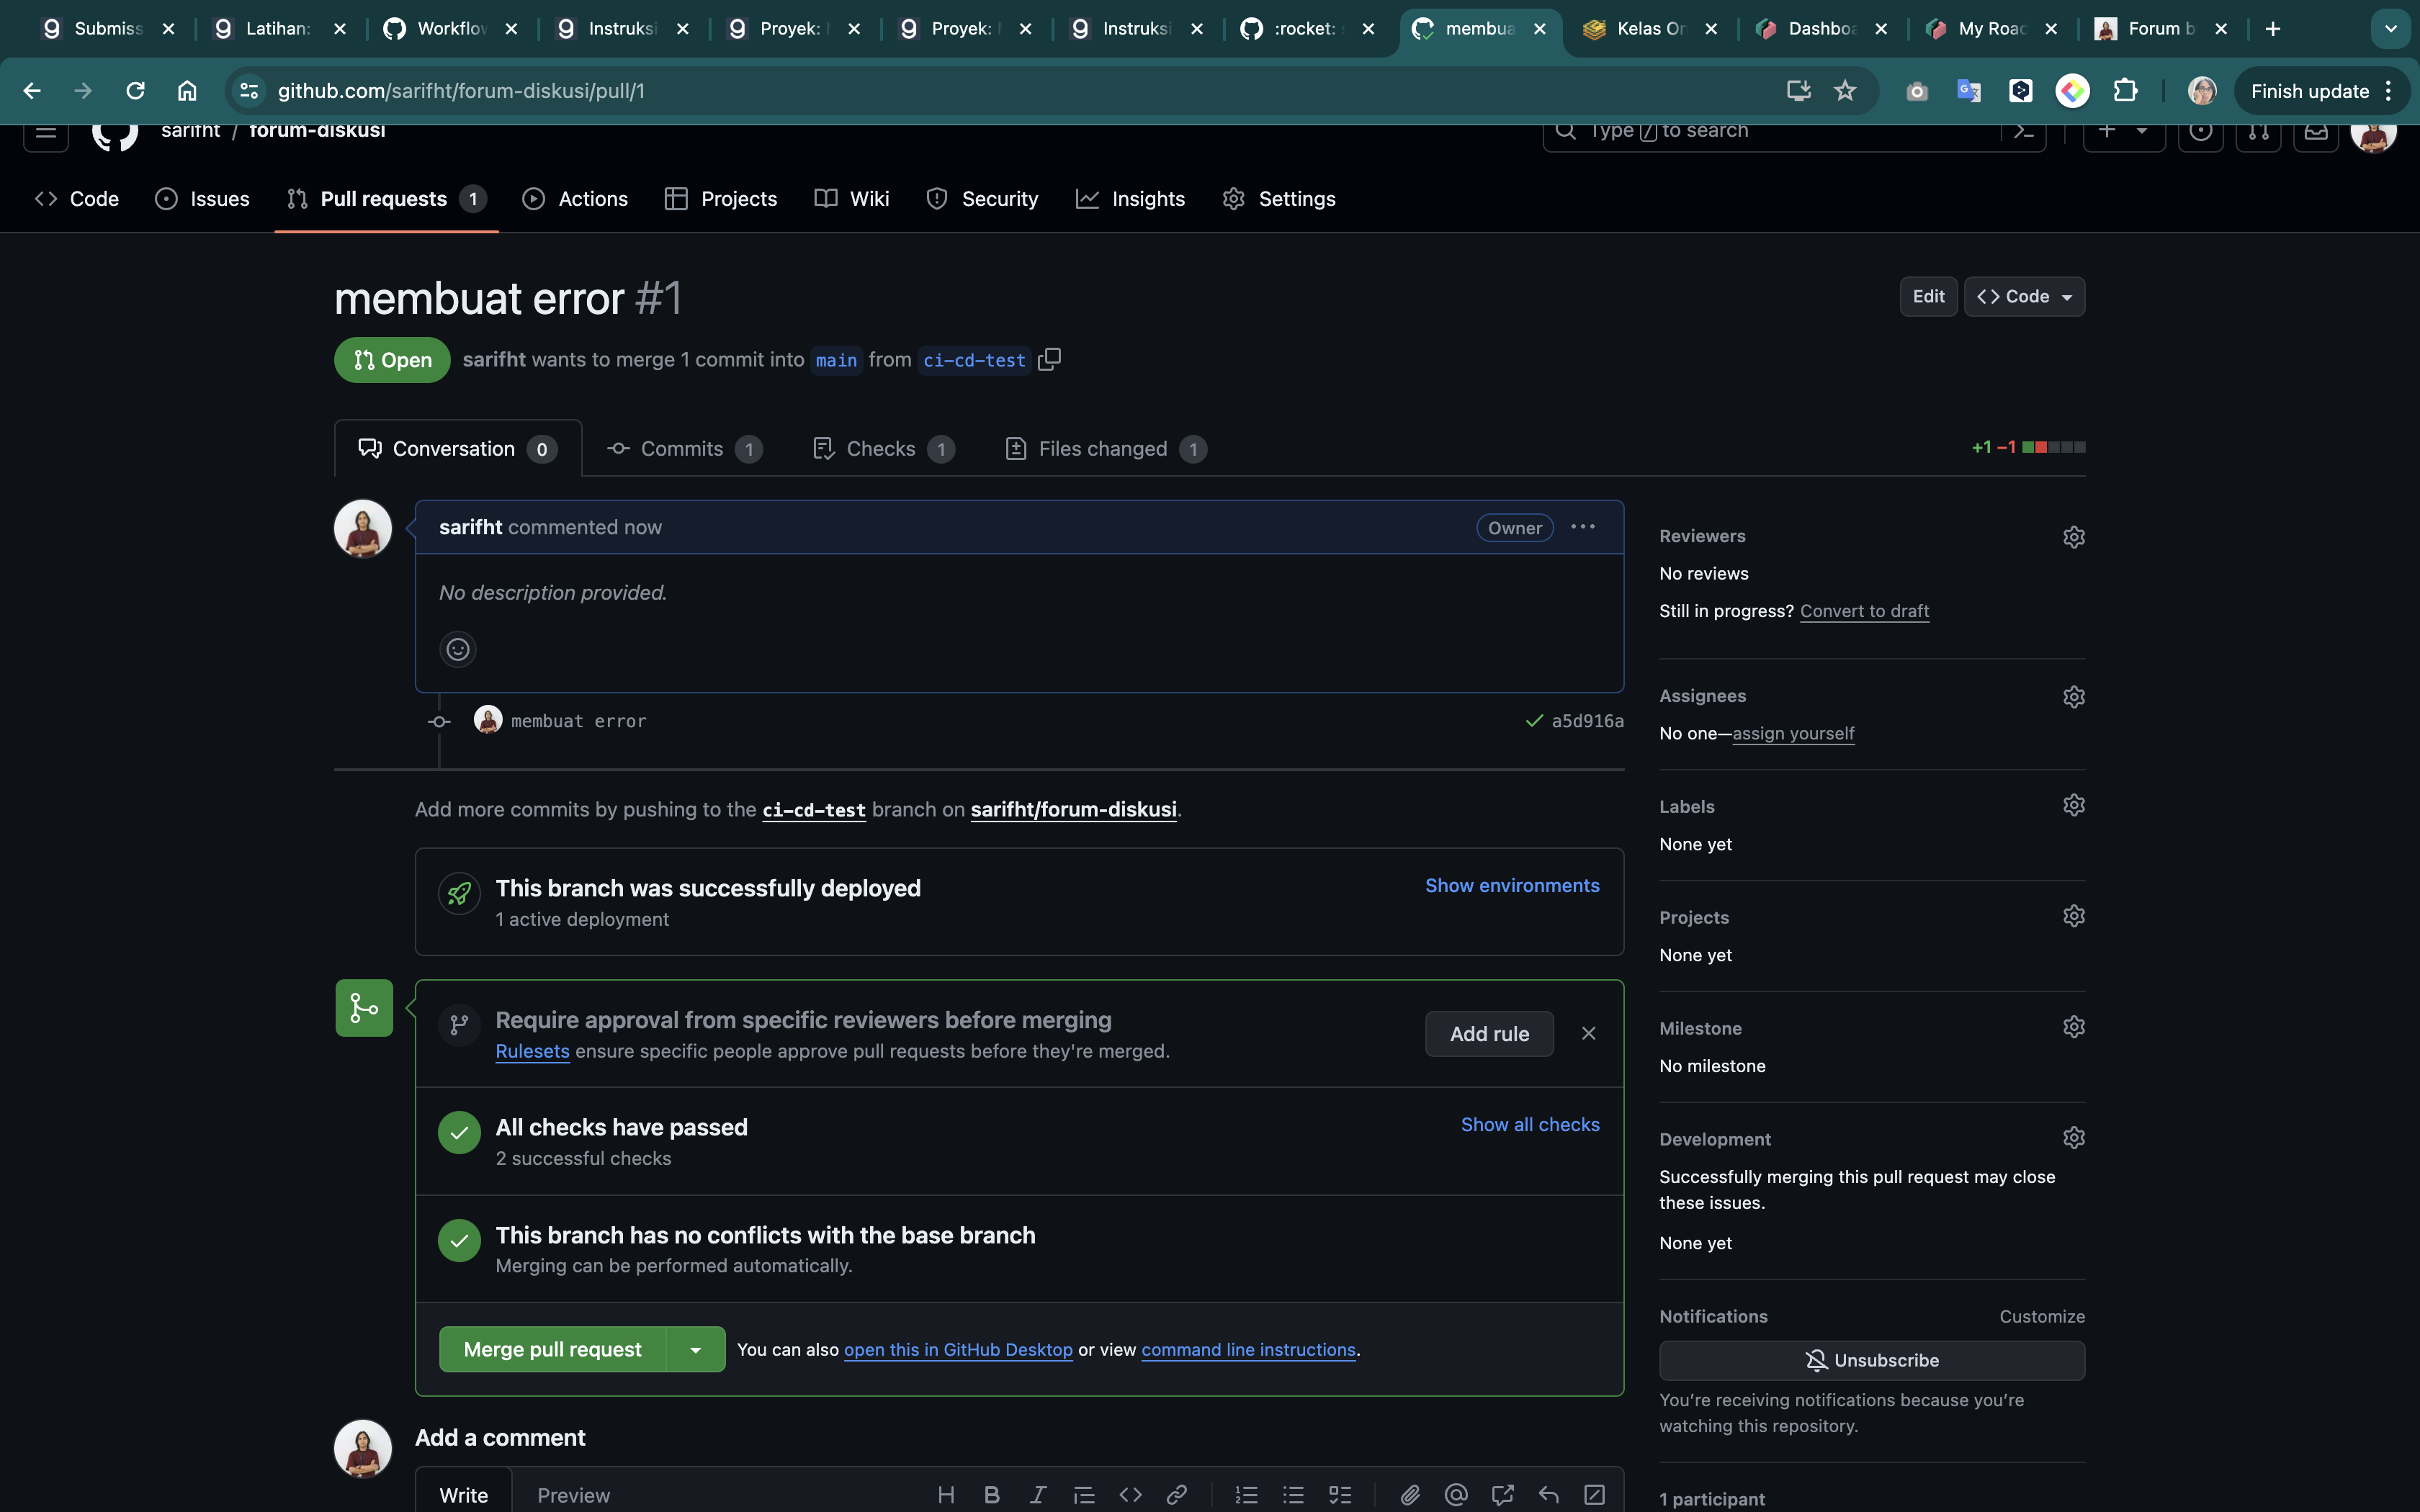 Submiss
Latihan:
Workflow
Instruksi
Proyek:
Proyek:
Instruksi
:rocket:
membua
Kelas On
Dashboa
My Road
Forum b
github.com/sarifht/forum-diskusi/pull/1
Finish update
sarifht / forum-diskusi
Type / to search
Code
Issues
Pull requests 1
Actions
Projects
Wiki
Security
Insights
Settings
membuat error #1
Edit
Code
Open
sarifht wants to merge 1 commit into main from ci-cd-test
Conversation 0
Commits 1
Checks 1
Files changed 1
+1 −1
sarifht commented now
Owner
No description provided.
membuat error
a5d916a
Add more commits by pushing to the ci-cd-test branch on sarifht/forum-diskusi.
This branch was successfully deployed
1 active deployment
Show environments
Require approval from specific reviewers before merging
Rulesets ensure specific people approve pull requests before they're merged.
Add rule
All checks have passed
2 successful checks
Show all checks
This branch has no conflicts with the base branch
Merging can be performed automatically.
Merge pull request
You can also open this in GitHub Desktop or view command line instructions.
Add a comment
Write
Preview
Reviewers
No reviews
Still in progress? Convert to draft
Assignees
No one—assign yourself
Labels
None yet
Projects
None yet
Milestone
No milestone
Development
Successfully merging this pull request may close
these issues.
None yet
Notifications
Customize
Unsubscribe
You're receiving notifications because you're
watching this repository.
1 participant